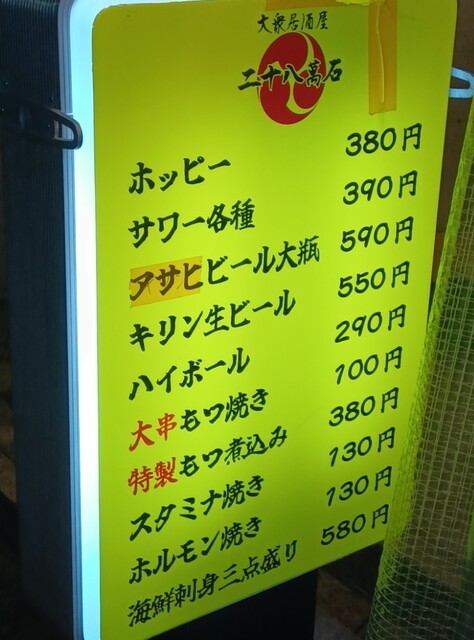 大衆居酒屋
二十八萬石
ホッピー 380円
サワー各種 390円
アサヒビール大瓶 590円
キリン生ビール 550円
ハイボール 290円
大串もつ焼き 100円
特製もつ煮込み 380円
スタミナ焼き 130円
ホルモン焼き 130円
海鮮刺身三点盛り 580円